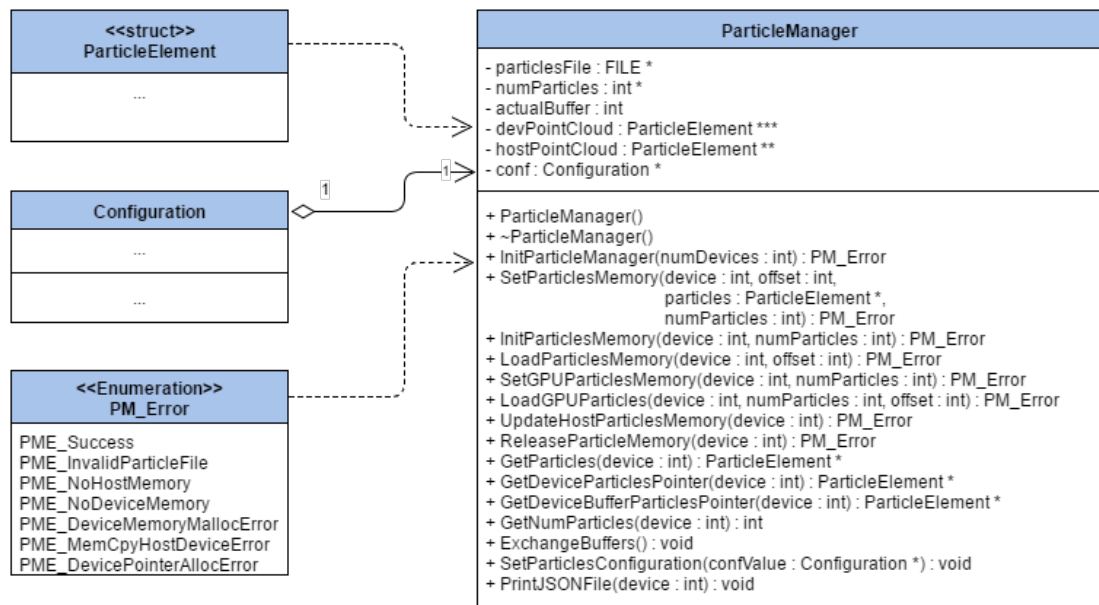 <<struct>>
ParticleElement
...
Configuration
...
...
<<Enumeration>>
PM_Error
PME_Success
PME_InvalidParticleFile
PME_NoHostMemory
PME_NoDeviceMemory
PME_DeviceMemoryMallocError
PME_MemCpyHostDeviceError
PME_DevicePointerAllocError
1
1
ParticleManager
- particlesFile : FILE *
- numParticles : int *
- actualBuffer : int
- devPointCloud : ParticleElement ***
- hostPointCloud : ParticleElement **
- conf : Configuration *
+ ParticleManager()
+ ~ParticleManager()
+ InitParticleManager(numDevices : int) : PM_Error
+ SetParticlesMemory(device : int, offset : int,
particles : ParticleElement *,
numParticles : int) : PM_Error
+ InitParticlesMemory(device : int, numParticles : int) : PM_Error
+ LoadParticlesMemory(device : int, offset : int) : PM_Error
+ SetGPUParticlesMemory(device : int, numParticles : int) : PM_Error
+ LoadGPUParticles(device : int, numParticles : int, offset : int) : PM_Error
+ UpdateHostParticlesMemory(device : int) : PM_Error
+ ReleaseParticleMemory(device : int) : PM_Error
+ GetParticles(device : int) : ParticleElement *
+ GetDeviceParticlesPointer(device : int) : ParticleElement *
+ GetDeviceBufferParticlesPointer(device : int) : ParticleElement *
+ GetNumParticles(device : int) : int
+ ExchangeBuffers() : void
+ SetParticlesConfiguration(confValue : Configuration *) : void
+ PrintJSONFile(device : int) : void